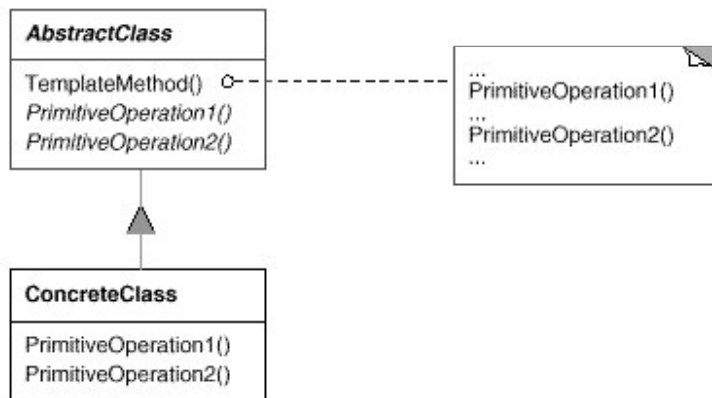 AbstractClass
TemplateMethod()
PrimitiveOperation1()
PrimitiveOperation2()
...
PrimitiveOperation1()
...
PrimitiveOperation2()
...
ConcreteClass
PrimitiveOperation1()
PrimitiveOperation2()